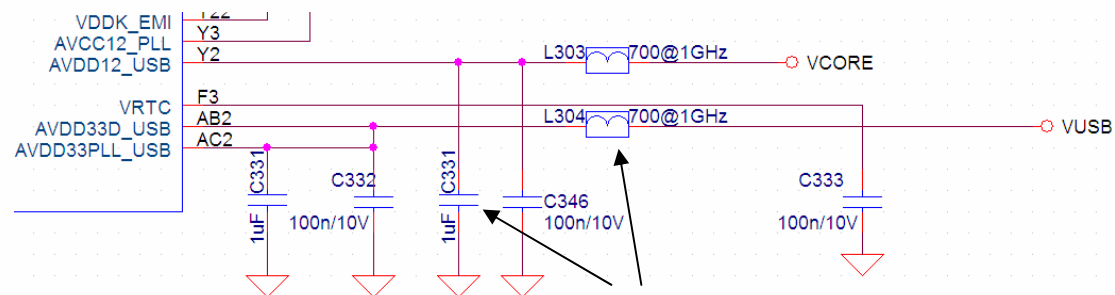 VDDK_EMI Y22
AVCC12_PLL Y3
AVDD12_USB Y2
L303 700@1GHz VCORE
VRTC F3
AVDD33D_USB AB2
L304 700@1GHz VUSB
AVDD33PLL_USB AC2
C331 1uF
C332 100n/10V
C331 1uF
C346 100n/10V
C333 100n/10V